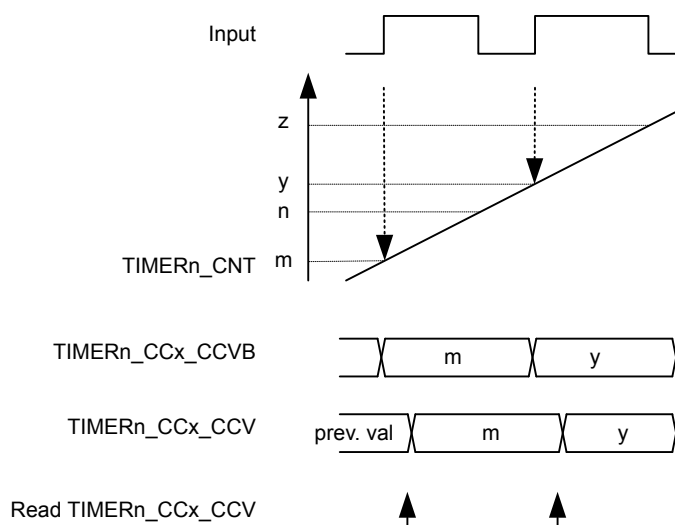 Input
z
y
n
TIMERn_CNT m
TIMERn_CCx_CCVB m y
TIMERn_CCx_CCV prev. val m y
Read TIMERn_CCx_CCV